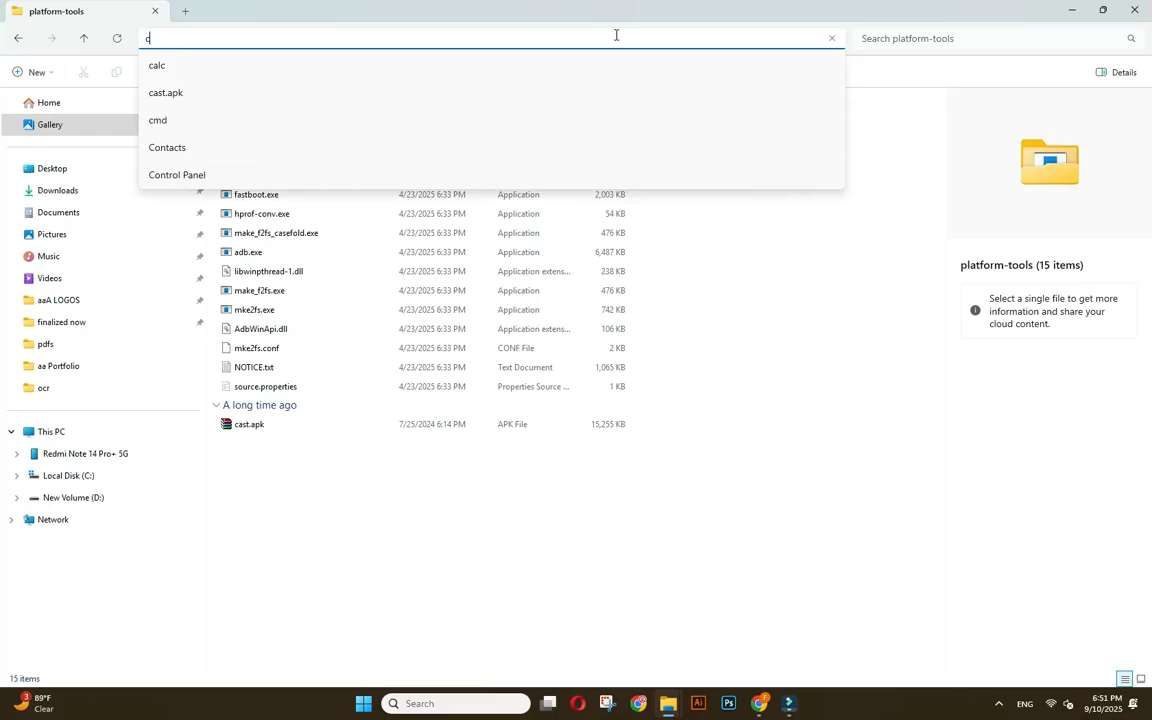 platform-tools
c
Search platform-tools
New
Details
calc
cast.apk
cmd
Contacts
Control Panel
Home
Gallery
Desktop
Downloads
Documents
Pictures
Music
Videos
aaA LOGOS
finalized now
pdfs
aa Portfolio
ocr
This PC
Redmi Note 14 Pro+ 5G
Local Disk (C:)
New Volume (D:)
Network
fastboot.exe 4/23/2025 6:33 PM Application 2,003 KB
hprof-conv.exe 4/23/2025 6:33 PM Application 54 KB
make_f2fs_casefold.exe 4/23/2025 6:33 PM Application 476 KB
adb.exe 4/23/2025 6:33 PM Application 6,487 KB
libwinpthread-1.dll 4/23/2025 6:33 PM Application extens... 238 KB
make_f2fs.exe 4/23/2025 6:33 PM Application 476 KB
mke2fs.exe 4/23/2025 6:33 PM Application 742 KB
AdbWinApi.dll 4/23/2025 6:33 PM Application extens... 106 KB
mke2fs.conf 4/23/2025 6:33 PM CONF File 2 KB
NOTICE.txt 4/23/2025 6:33 PM Text Document 1,065 KB
source.properties 4/23/2025 6:33 PM Properties Source ... 1 KB
A long time ago
cast.apk 7/25/2024 6:14 PM APK File 15,255 KB
platform-tools (15 items)
Select a single file to get more
information and share your
cloud content.
15 items
3
89°F
Clear
Search
Ai
Ps
ENG
6:51 PM
9/10/2025